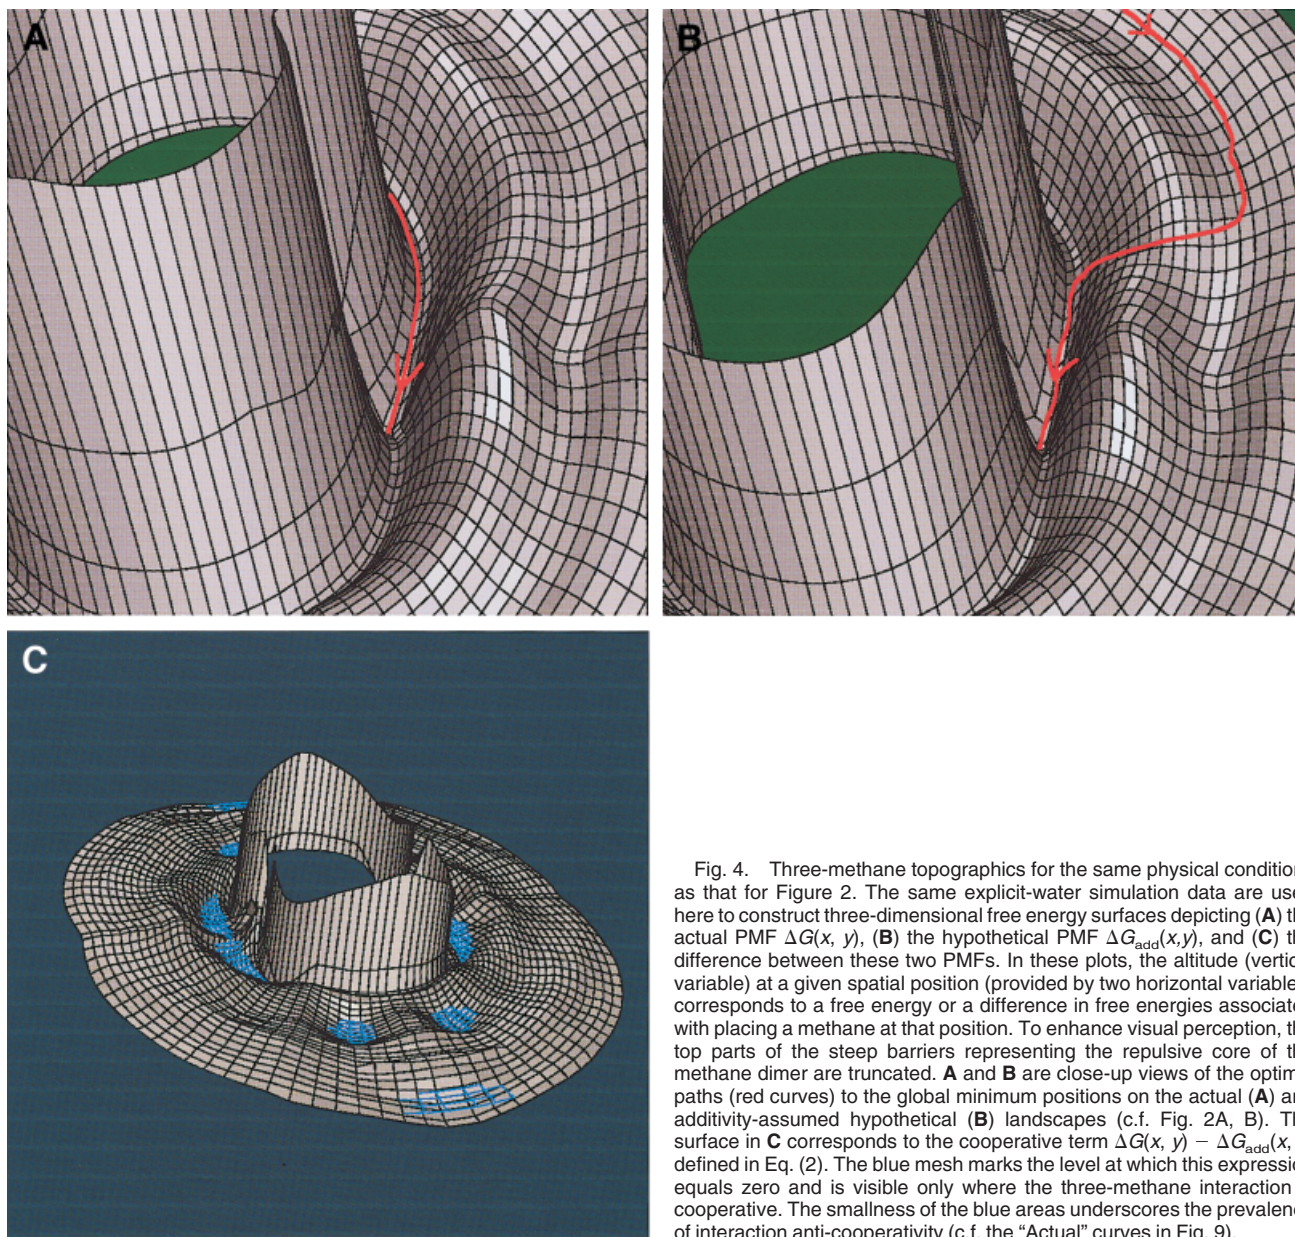 A
B
C
Fig. 4. Three-methane topographics for the same physical condition
as that for Figure 2. The same explicit-water simulation data are use
here to construct three-dimensional free energy surfaces depicting (A) th
actual PMF ΔG(x, y), (B) the hypothetical PMF ΔGadd(x,y), and (C) th
difference between these two PMFs. In these plots, the altitude (vertic
variable) at a given spatial position (provided by two horizontal variable
corresponds to a free energy or a difference in free energies associate
with placing a methane at that position. To enhance visual perception, th
top parts of the steep barriers representing the repulsive core of th
methane dimer are truncated. A and B are close-up views of the optim
paths (red curves) to the global minimum positions on the actual (A) an
additivity-assumed hypothetical (B) landscapes (c.f. Fig. 2A, B). Th
surface in C corresponds to the cooperative term ΔG(x, y) − ΔGadd(x,
defined in Eq. (2). The blue mesh marks the level at which this expressio
equals zero and is visible only where the three-methane interaction
cooperative. The smallness of the blue areas underscores the prevalenc
of interaction anti-cooperativity (c.f. the “Actual” curves in Fig. 9).